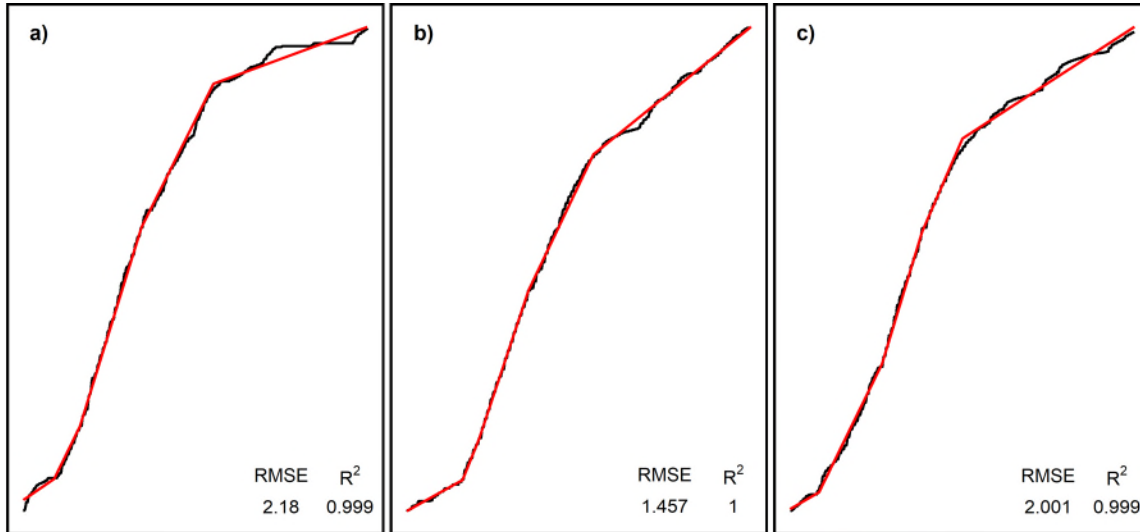 a)
RMSE R²
2.18 0.999
b)
RMSE R²
1.457 1
c)
RMSE R²
2.001 0.999